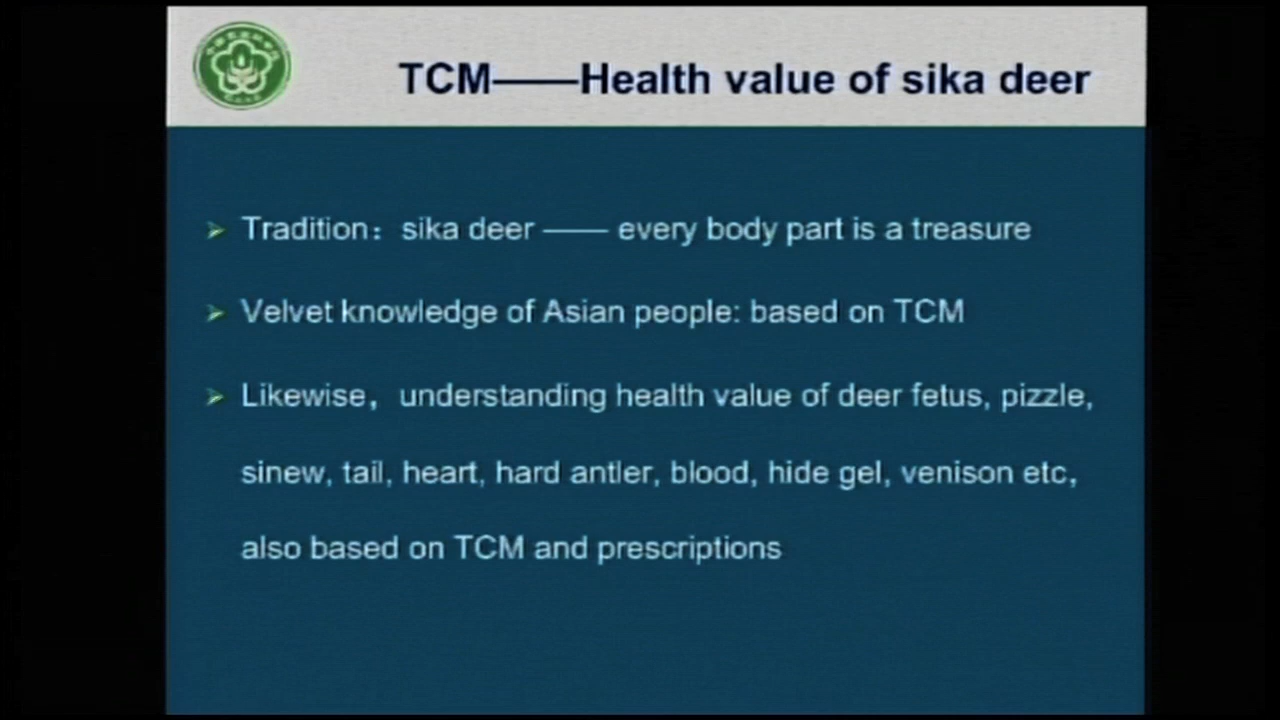 TCM——Health value of sika deer
Tradition：sika deer —— every body part is a treasure
Velvet knowledge of Asian people: based on TCM
Likewise，understanding health value of deer fetus, pizzle,
sinew, tail, heart, hard antler, blood, hide gel, venison etc,
also based on TCM and prescriptions